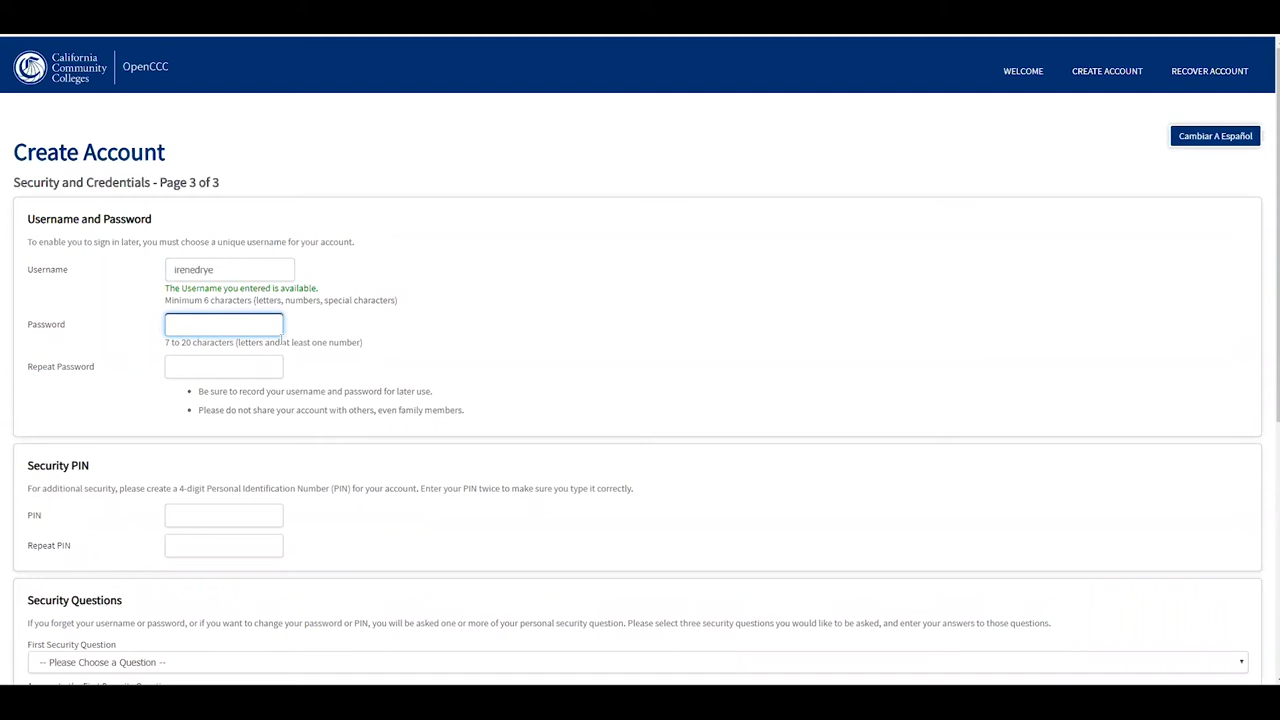 California
Community
Colleges
OpenCCC
WELCOME
CREATE ACCOUNT
RECOVER ACCOUNT
Cambiar A Español
Create Account
Security and Credentials - Page 3 of 3
Username and Password
To enable you to sign in later, you must choose a unique username for your account.
Username
irenedrye
The Username you entered is available.
Minimum 6 characters (letters, numbers, special characters)
Password
7 to 20 characters (letters and at least one number)
Repeat Password
• Be sure to record your username and password for later use.
• Please do not share your account with others, even family members.
Security PIN
For additional security, please create a 4-digit Personal Identification Number (PIN) for your account. Enter your PIN twice to make sure you type it correctly.
PIN
Repeat PIN
Security Questions
If you forget your username or password, or if you want to change your password or PIN, you will be asked one or more of your personal security question. Please select three security questions you would like to be asked, and enter your answers to those questions.
First Security Question
-- Please Choose a Question --